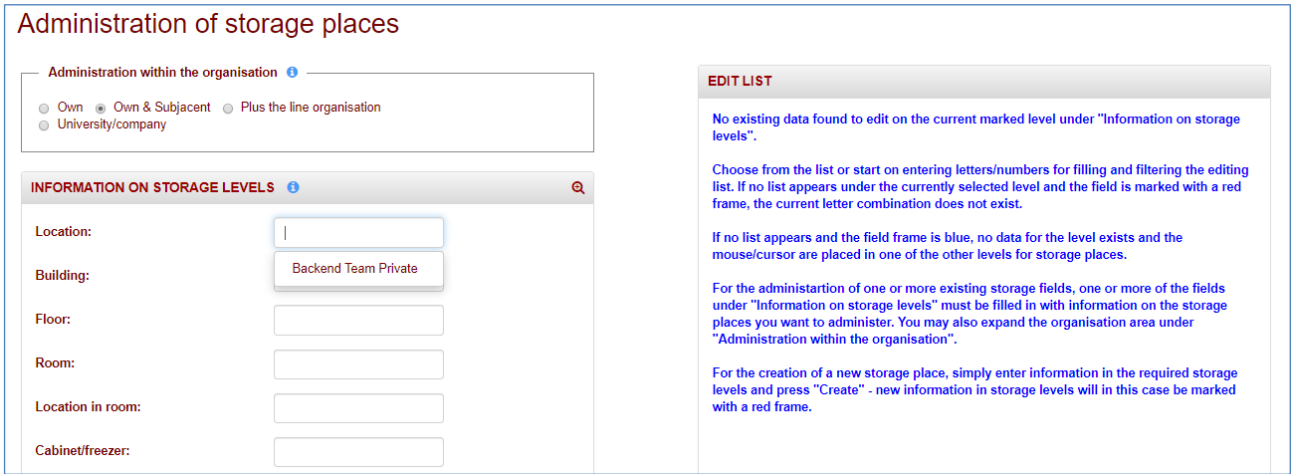 Administration of storage places
Administration within the organisation
Own Own & Subjacent Plus the line organisation
University/company
INFORMATION ON STORAGE LEVELS
Location:
Backend Team Private
Building:
Floor:
Room:
Location in room:
Cabinet/freezer:
EDIT LIST
No existing data found to edit on the current marked level under "Information on storage
levels".
Choose from the list or start on entering letters/numbers for filling and filtering the editing
list. If no list appears under the currently selected level and the field is marked with a red
frame, the current letter combination does not exist.
If no list appears and the field frame is blue, no data for the level exists and the
mouse/cursor are placed in one of the other levels for storage places.
For the administartion of one or more existing storage fields, one or more of the fields
under "Information on storage levels" must be filled in with information on the storage
places you want to administer. You may also expand the organisation area under
"Administration within the organisation".
For the creation of a new storage place, simply enter information in the required storage
levels and press "Create" - new information in storage levels will in this case be marked
with a red frame.